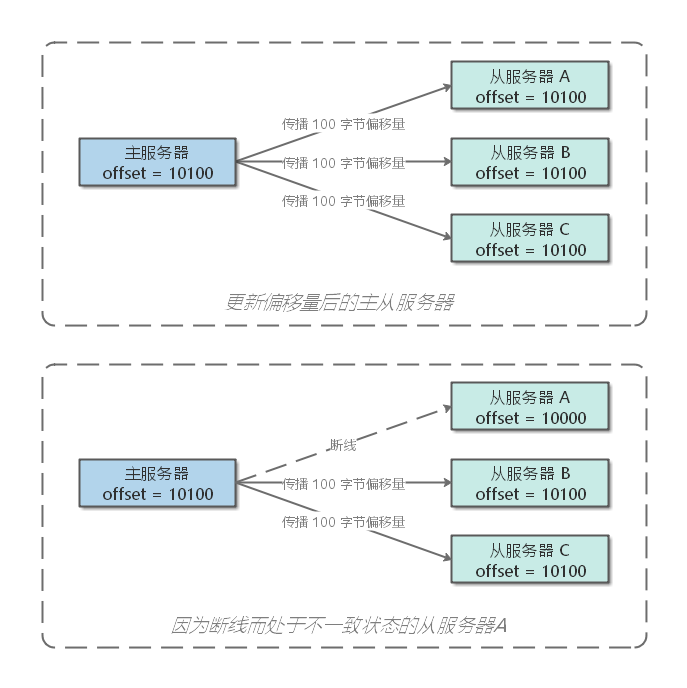 从服务器 A
offset = 10100
传播 100 字节偏移量
主服务器
offset = 10100
传播 100 字节偏移量
从服务器 B
offset = 10100
传播 100 字节偏移量
从服务器 C
offset = 10100
更新偏移量后的主从服务器
从服务器 A
offset = 10000
断线
主服务器
offset = 10100
传播 100 字节偏移量
从服务器 B
offset = 10100
传播 100 字节偏移量
从服务器 C
offset = 10100
因为断线而处于不一致状态的从服务器A